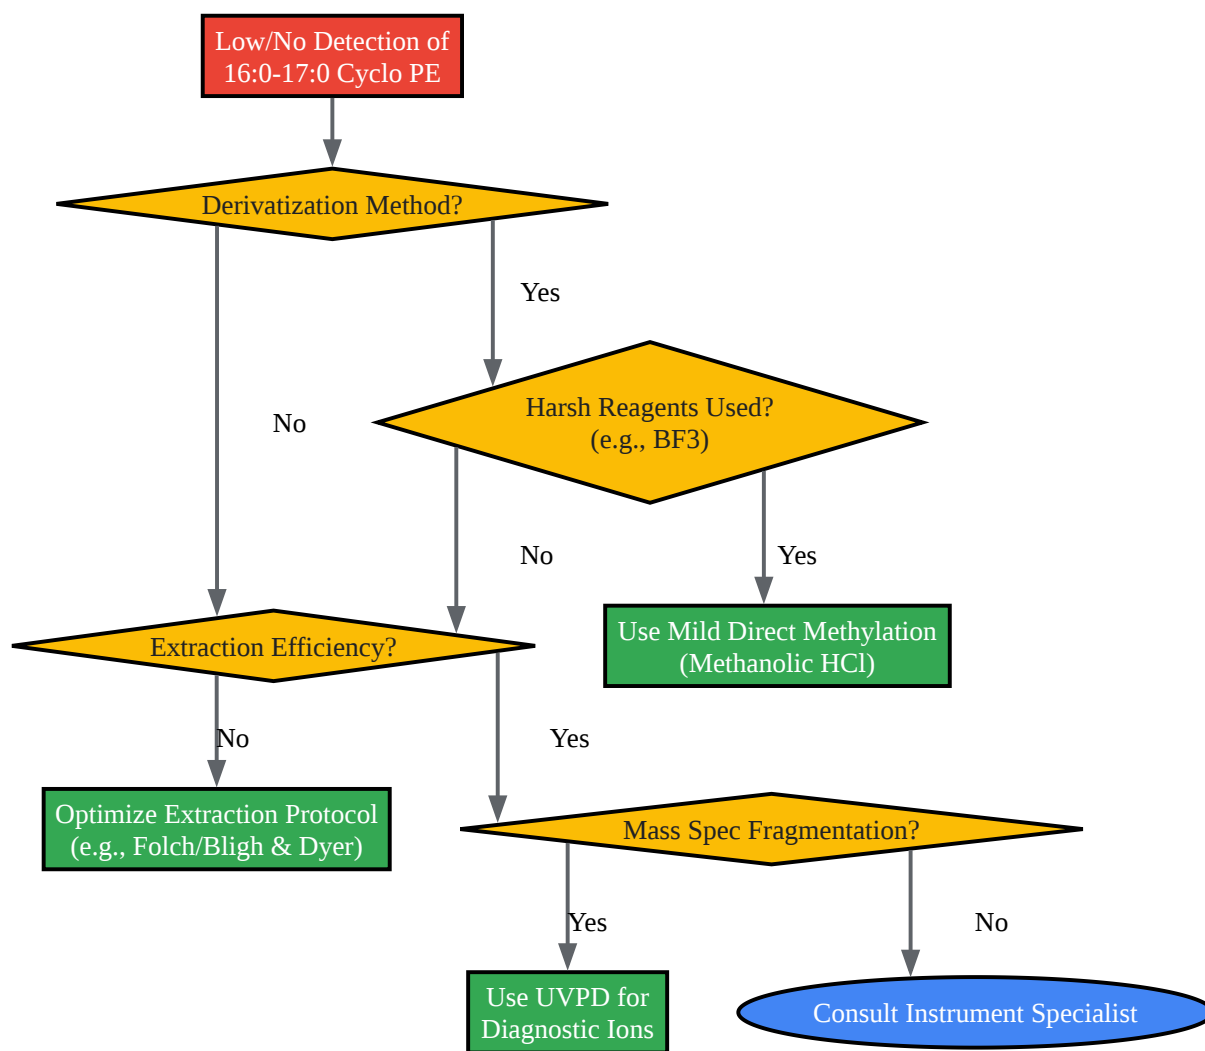 Low/No Detection of
16:0-17:0 Cyclo PE
Derivatization Method?
Yes
Harsh Reagents Used?
(e.g., BF3)
No
No
Yes
Use Mild Direct Methylation
(Methanolic HCl)
Extraction Efficiency?
No
Yes
Optimize Extraction Protocol
(e.g., Folch/Bligh & Dyer)
Mass Spec Fragmentation?
Yes
No
Use UVPD for
Diagnostic Ions
Consult Instrument Specialist